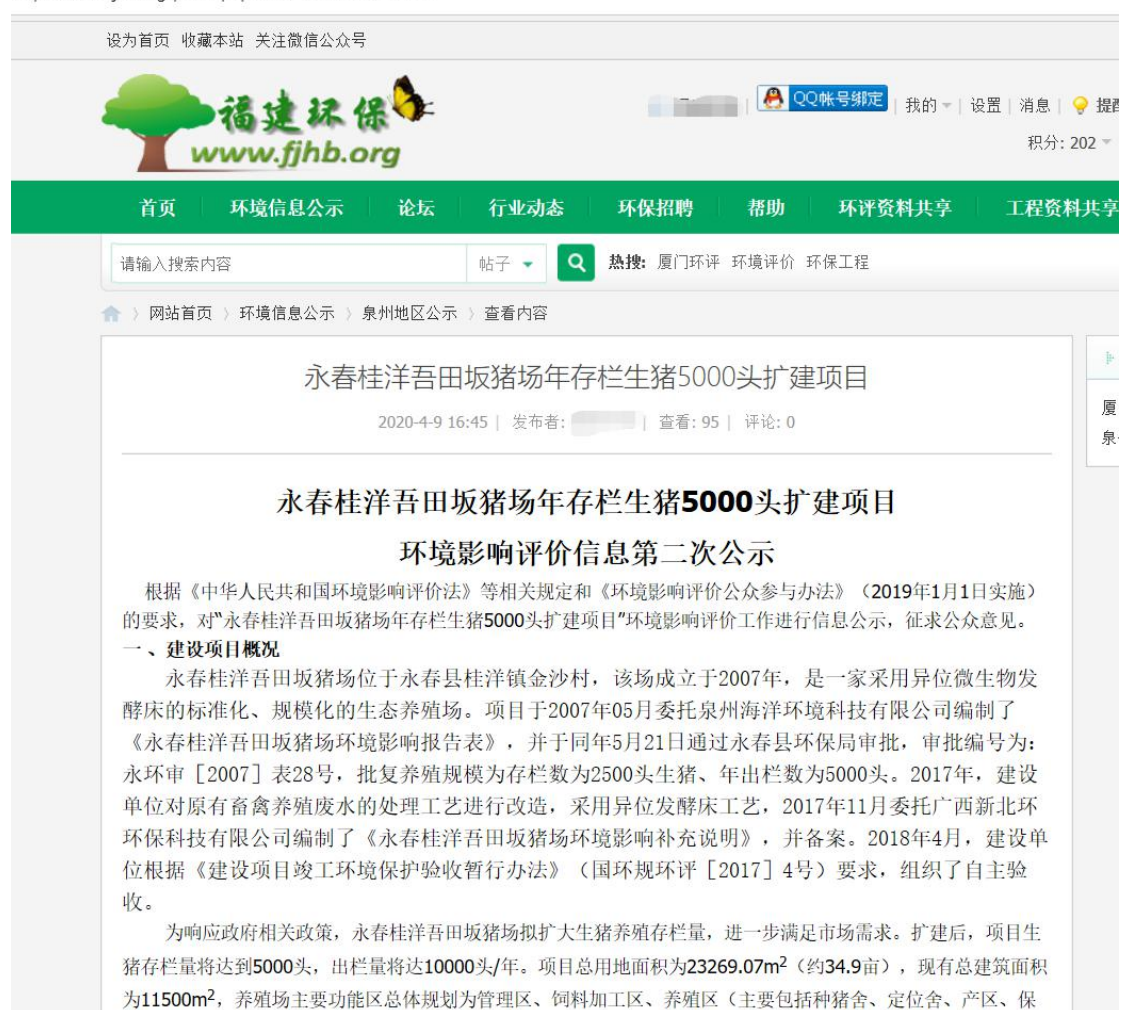 设为首页 收藏本站 关注微信公众号
福建环保
www.fjhb.org
QQ帐号绑定 | 我的 | 设置 | 消息 | 提醒
积分: 202
首页 环境信息公示 论坛 行业动态 环保招聘 帮助 环评资料共享 工程资料共享
请输入搜索内容 帖子 热搜: 厦门环评 环境评价 环保工程
网站首页 〉 环境信息公示 〉 泉州地区公示 〉 查看内容
永春桂洋吾田坂猪场年存栏生猪5000头扩建项目
2020-4-9 16:45 | 发布者: | 查看: 95 | 评论: 0
厦
泉
永春桂洋吾田坂猪场年存栏生猪5000头扩建项目
环境影响评价信息第二次公示
根据《中华人民共和国环境影响评价法》等相关规定和《环境影响评价公众参与办法》（2019年1月1日实施）
的要求，对"永春桂洋吾田坂猪场年存栏生猪5000头扩建项目"环境影响评价工作进行信息公示，征求公众意见。
一、建设项目概况
永春桂洋吾田坂猪场位于永春县桂洋镇金沙村，该场成立于2007年，是一家采用异位微生物发
酵床的标准化、规模化的生态养殖场。项目于2007年05月委托泉州海洋环境科技有限公司编制了
《永春桂洋吾田坂猪场环境影响报告表》，并于同年5月21日通过永春县环保局审批，审批编号为：
永环审［2007］表28号，批复养殖规模为存栏数为2500头生猪、年出栏数为5000头。2017年，建设
单位对原有畜禽养殖废水的处理工艺进行改造，采用异位发酵床工艺，2017年11月委托广西新北环
环保科技有限公司编制了《永春桂洋吾田坂猪场环境影响补充说明》，并备案。2018年4月，建设单
位根据《建设项目竣工环境保护验收暂行办法》（国环规环评［2017］4号）要求，组织了自主验
收。
为响应政府相关政策，永春桂洋吾田坂猪场拟扩大生猪养殖存栏量，进一步满足市场需求。扩建后，项目生
猪存栏量将达到5000头，出栏量将达10000头/年。项目总用地面积为23269.07m²（约34.9亩），现有总建筑面积
为11500m²，养殖场主要功能区总体规划为管理区、饲料加工区、养殖区（主要包括种猪舍、定位舍、产区、保